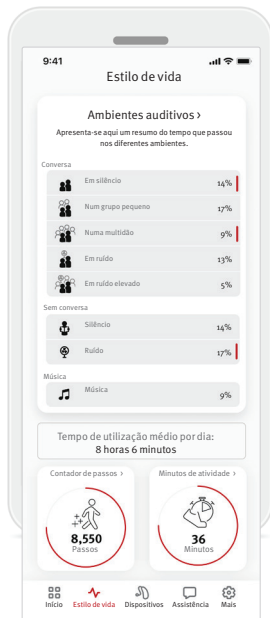 9:41
Estilo de vida
Ambientes auditivos ›
Apresenta-se aqui um resumo do tempo que passou
nos diferentes ambientes.
Conversa
Em silêncio 14%
Num grupo pequeno 17%
Numa multidão 9%
Em ruído 13%
Em ruído elevado 5%
Sem conversa
Silêncio 14%
Ruído 17%
Música
Música 9%
Tempo de utilização médio por dia:
8 horas 6 minutos
Contador de passos › Minutos de atividade ›
8,550 36
Passos Minutos
Início Estilo de vida Dispositivos Assistência Mais